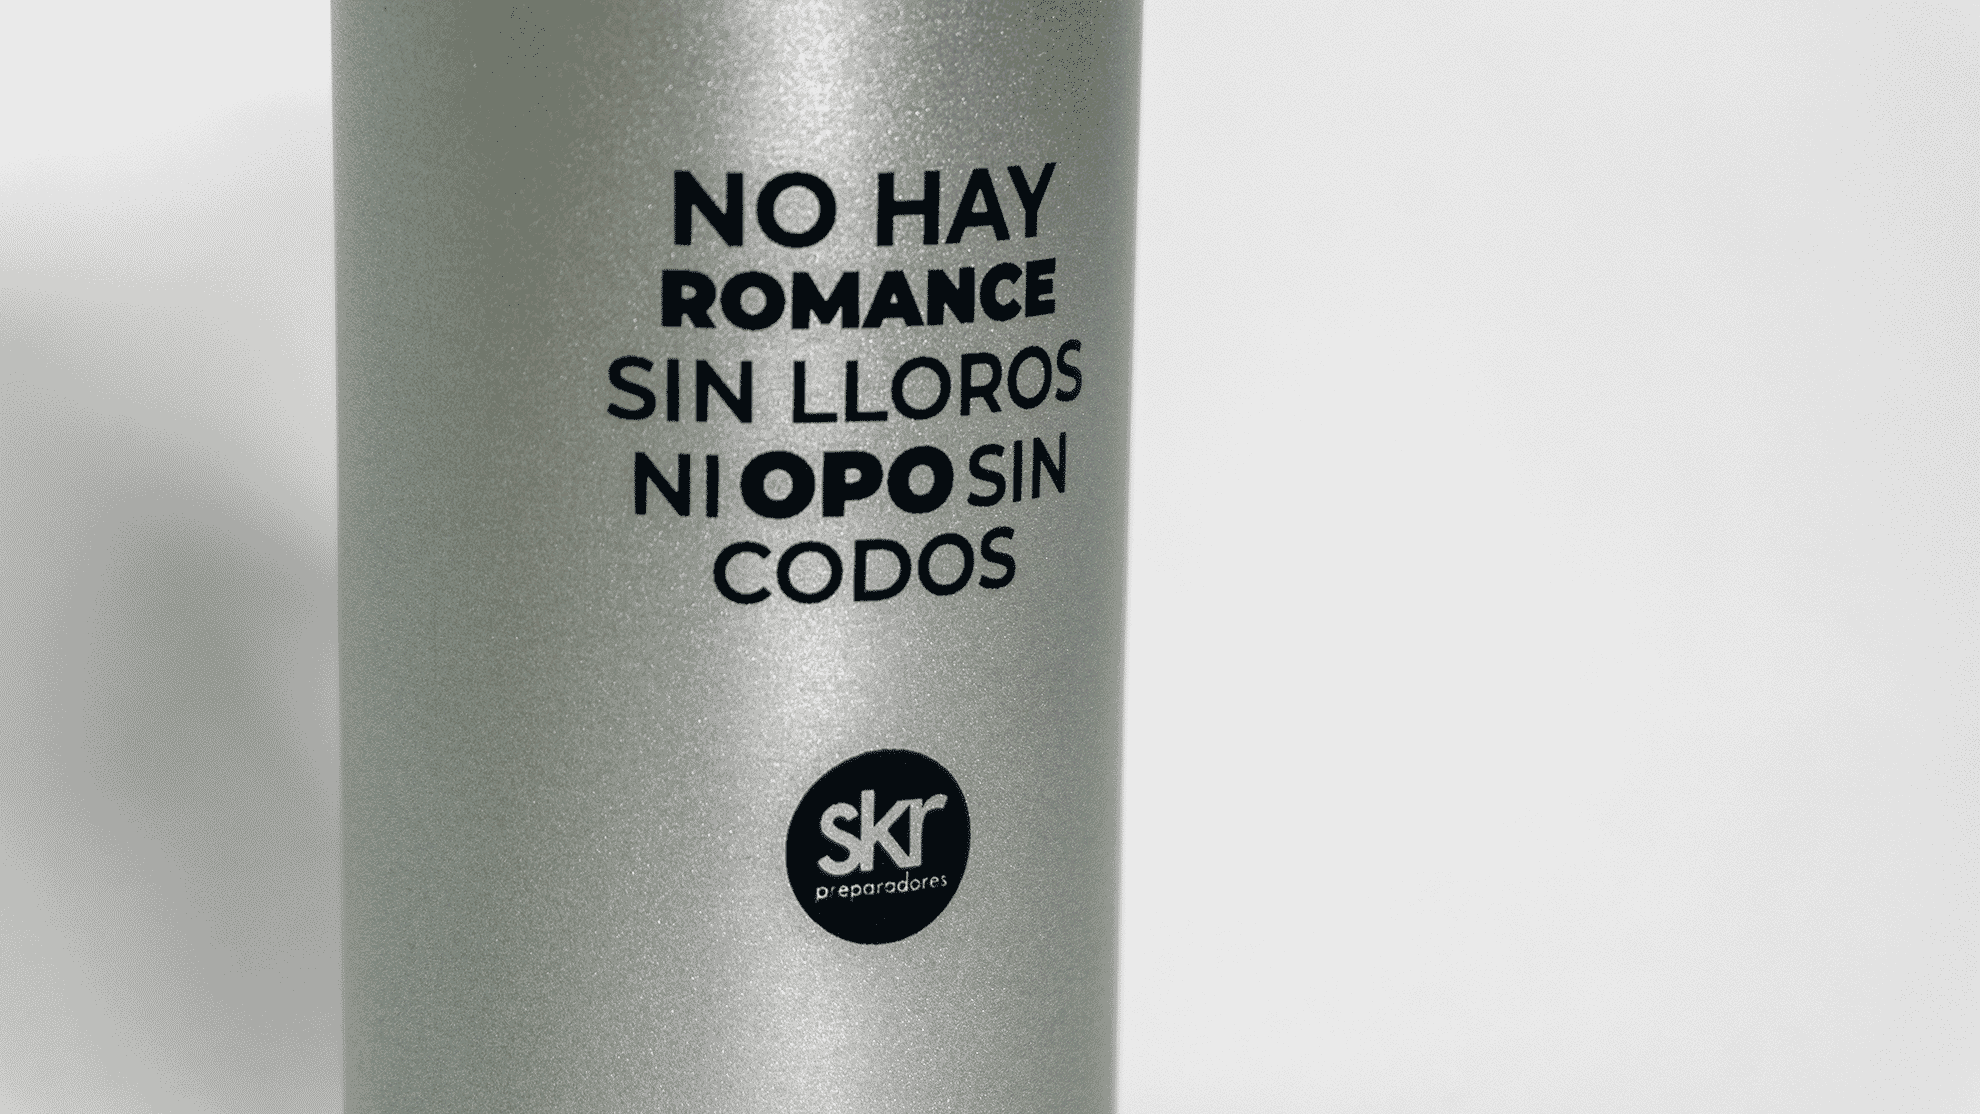 NO HAY
ROMANCE
SIN LLOROS
NI OPO SIN
CODOS
skr
preparadores